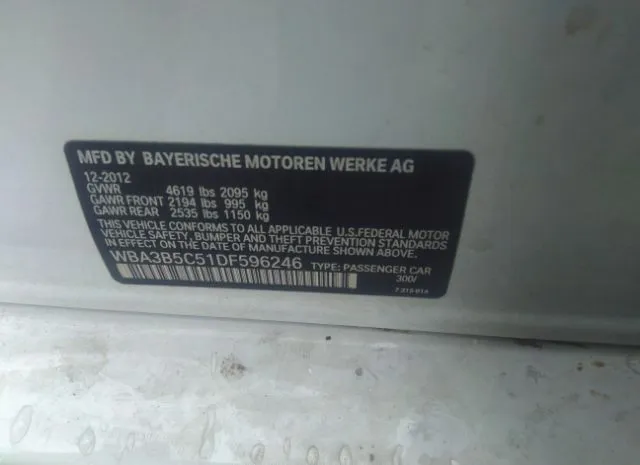 MFD BY BAYERISCHE MOTOREN WERKE AG
12-2012
GVWR 4619 lbs 2095 kg
GAWR FRONT 2194 lbs 995 kg
GAWR REAR 2535 lbs 1150 kg
THIS VEHICLE CONFORMS TO ALL APPLICABLE U.S.FEDERAL MOTOR
VEHICLE SAFETY, BUMPER, AND THEFT PREVENTION STANDARDS
IN EFFECT ON THE DATE OF MANUFACTURE SHOWN ABOVE.
WBA3B5C51DF596246 TYPE: PASSENGER CAR
300V